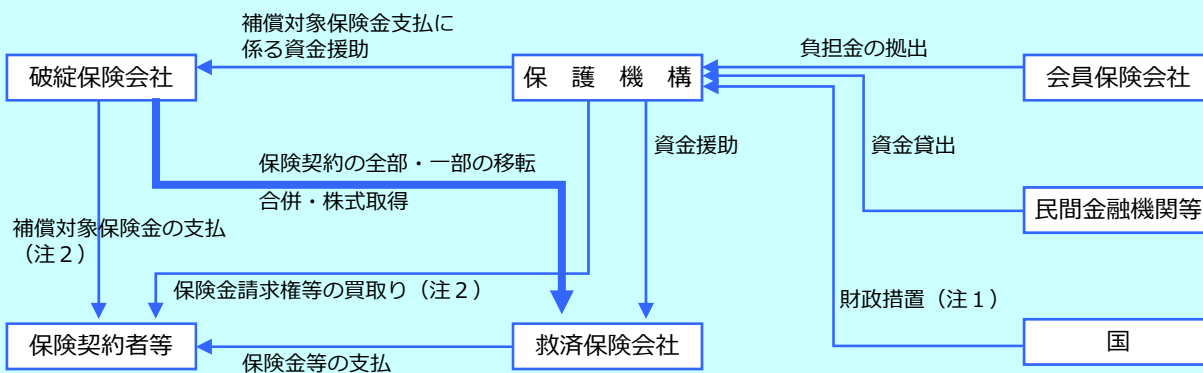 補償対象保険金支払に
係る資金援助
負担金の拠出
破綻保険会社
保護機構
会員保険会社
資金援助
資金貸出
保険契約の全部・一部の移転
合併・株式取得
民間金融機関等
補償対象保険金の支払
(注２)
保険金請求権等の買取り(注２)
財政措置(注１)
保険契約者等
救済保険会社
国
保険金等の支払